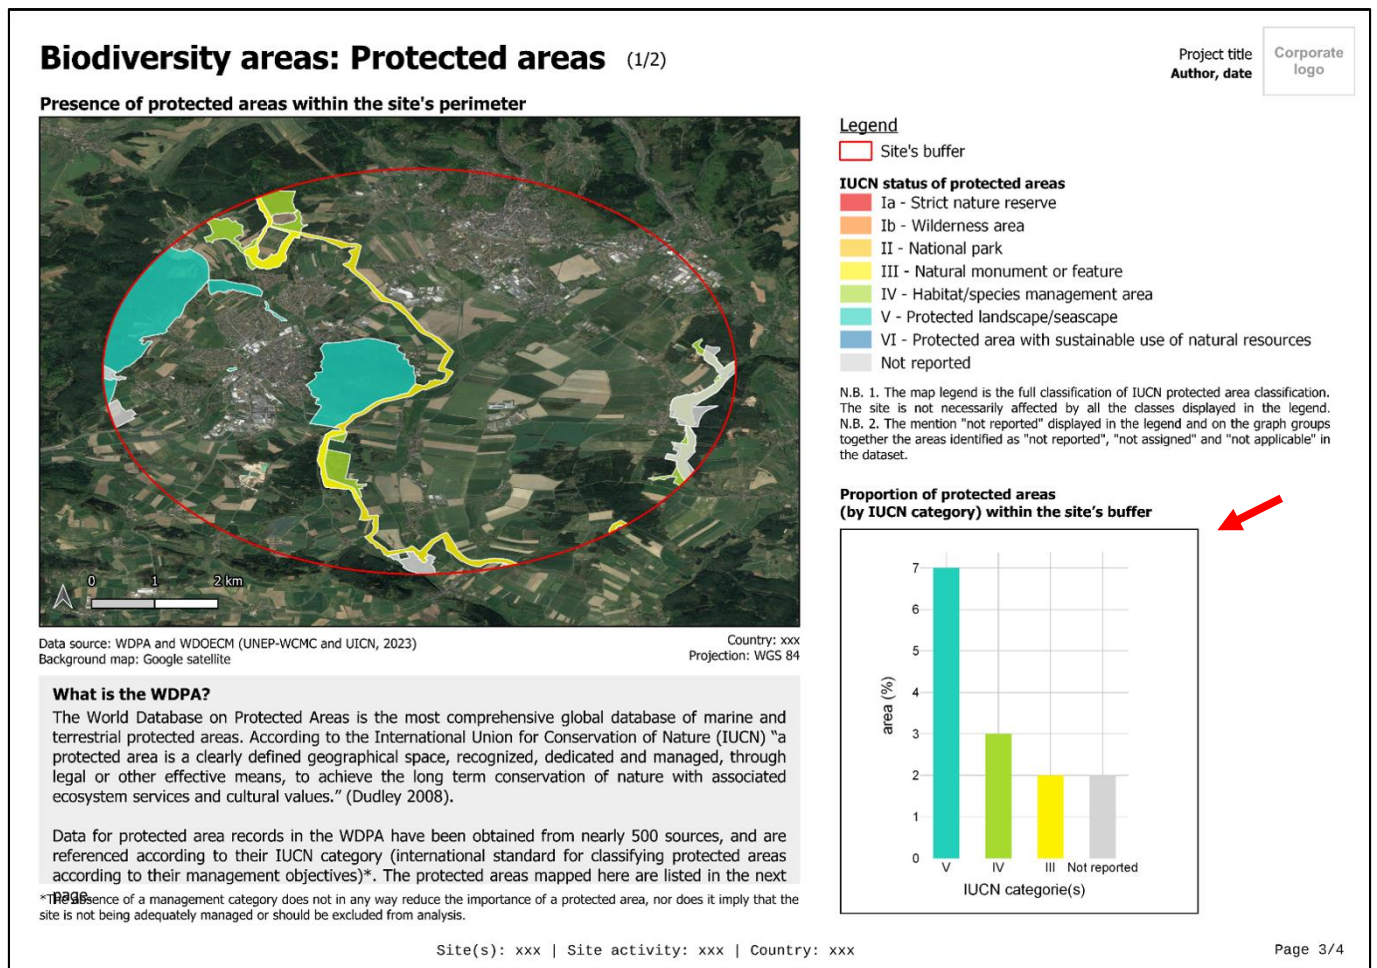 Biodiversity areas: Protected areas (1/2)
Project title
Author, date
Corporate
logo
Presence of protected areas within the site's perimeter
0 1 2 km
Data source: WDPA and WDOECM (UNEP-WCMC and UICN, 2023)
Background map: Google satellite
Country: xxx
Projection: WGS 84
What is the WDPA?
The World Database on Protected Areas is the most comprehensive global database of marine and
terrestrial protected areas. According to the International Union for Conservation of Nature (IUCN) “a
protected area is a clearly defined geographical space, recognized, dedicated and managed, through
legal or other effective means, to achieve the long term conservation of nature with associated
ecosystem services and cultural values.” (Dudley 2008).
Data for protected area records in the WDPA have been obtained from nearly 500 sources, and are
referenced according to their IUCN category (international standard for classifying protected areas
according to their management objectives)*. The protected areas mapped here are listed in the next
page.
*The absence of a management category does not in any way reduce the importance of a protected area, nor does it imply that the
site is not being adequately managed or should be excluded from analysis.
Legend
Site's buffer
IUCN status of protected areas
Ia - Strict nature reserve
Ib - Wilderness area
II - National park
III - Natural monument or feature
IV - Habitat/species management area
V - Protected landscape/seascape
VI - Protected area with sustainable use of natural resources
Not reported
N.B. 1. The map legend is the full classification of IUCN protected area classification.
The site is not necessarily affected by all the classes displayed in the legend.
N.B. 2. The mention "not reported" displayed in the legend and on the graph groups
together the areas identified as "not reported", "not assigned" and "not applicable" in
the dataset.
Proportion of protected areas
(by IUCN category) within the site’s buffer
7
6
5
4
3
2
1
0
area (%)
V IV III Not reported
IUCN categorie(s)
Site(s): xxx | Site activity: xxx | Country: xxx
Page 3/4